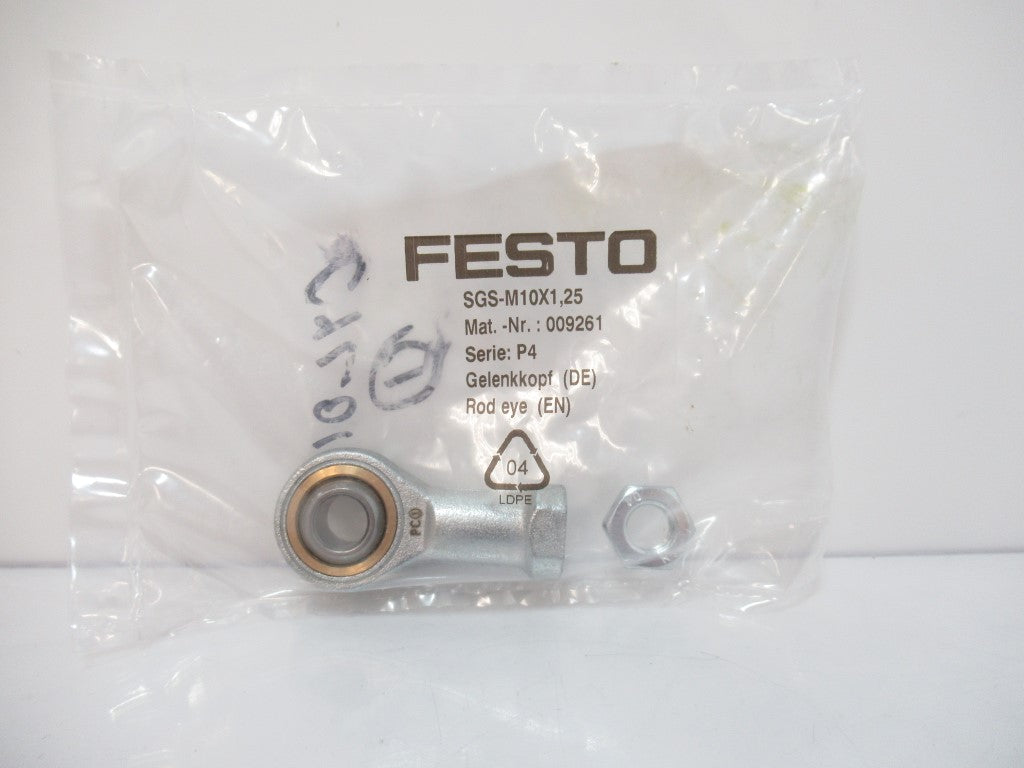 FESTO
SGS-M10X1,25
Mat. -Nr. : 009261
Serie: P4
Gelenkkopf (DE)
Rod eye (EN)
04
LDPE